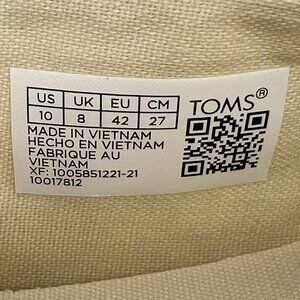 US UK EU CM TOMS®
10 8 42 27
MADE IN VIETNAM
HECHO EN VIETNAM
FABRIQUE AU
VIETNAM
XF: 1005851221-21
10017812